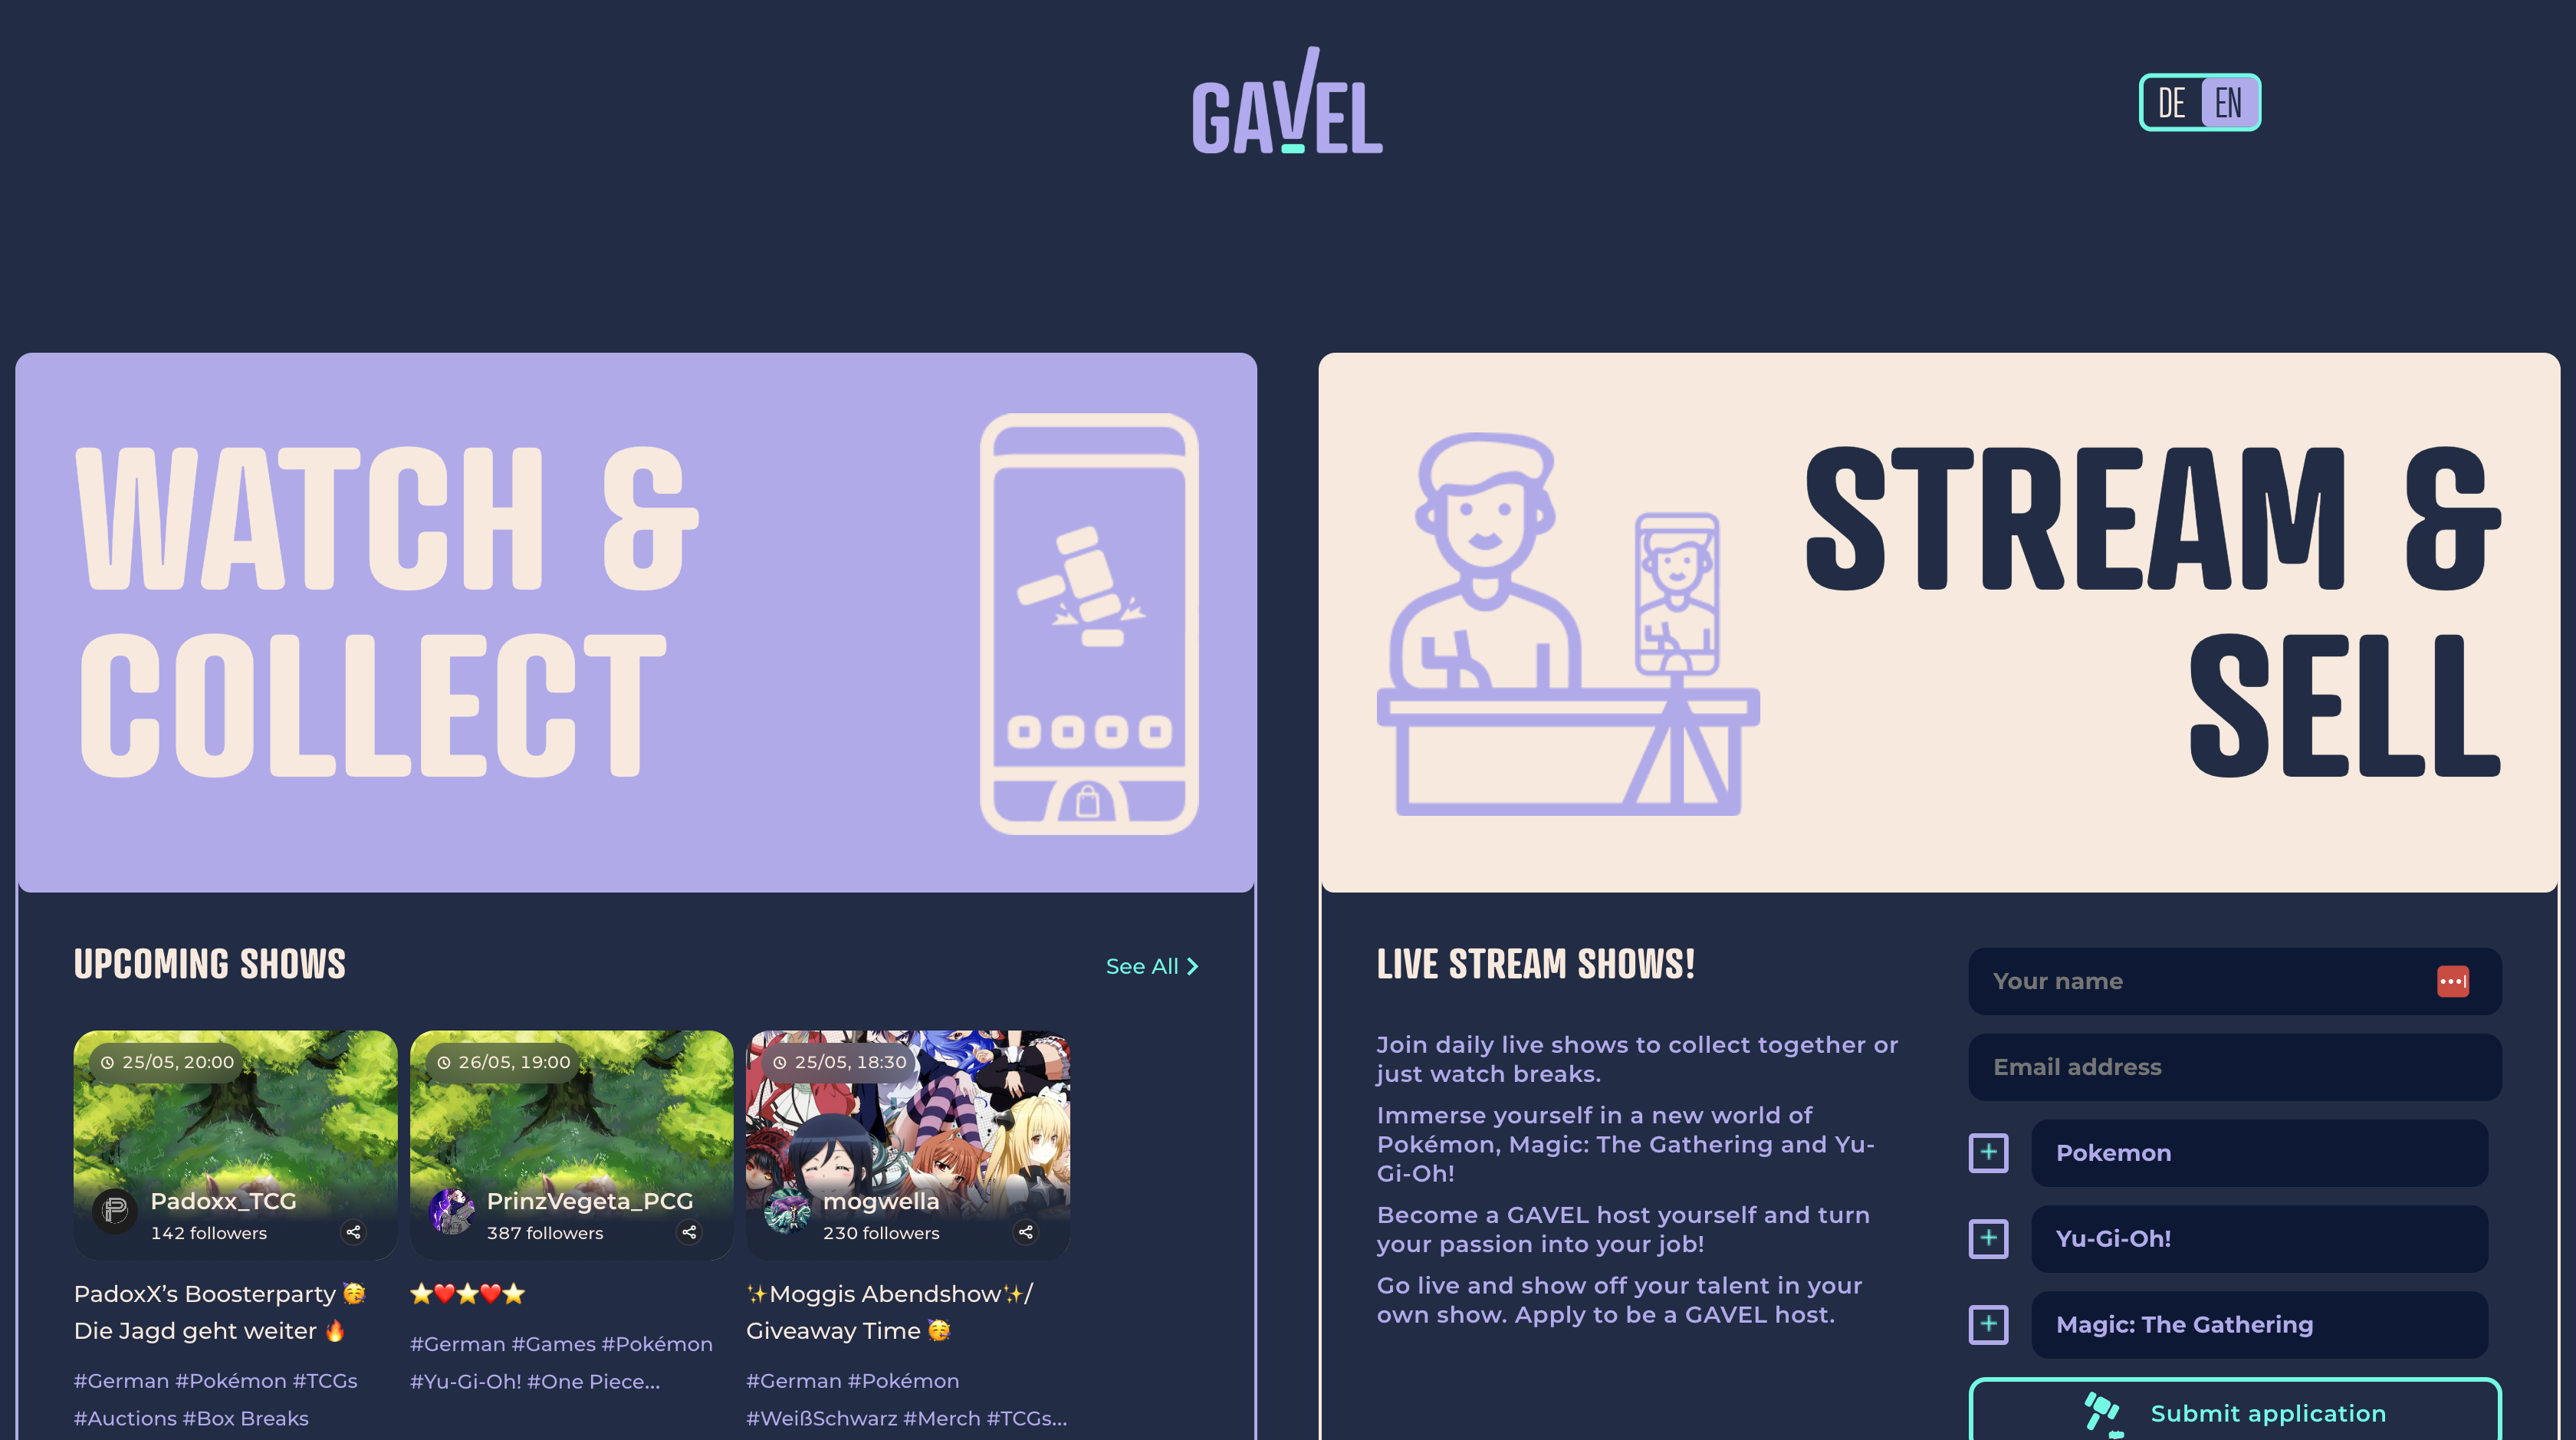 GAVEL
DE EN
WATCH &
COLLECT
UPCOMING SHOWS
See All
25/05, 20:00
Padoxx_TCG
142 followers
PadoxX’s Boosterparty 🥳
Die Jagd geht weiter 🔥
#German #Pokémon #TCGs
#Auctions #Box Breaks
26/05, 19:00
PrinzVegeta_PCG
387 followers
⭐❤️⭐❤️⭐
#German #Games #Pokémon
#Yu-Gi-Oh! #One Piece...
25/05, 18:30
mogwella
230 followers
✨Moggis Abendshow✨/
Giveaway Time 🥳
#German #Pokémon
#WeißSchwarz #Merch #TCGs...
STREAM &
SELL
LIVE STREAM SHOWS!
Join daily live shows to collect together or
just watch breaks.
Immerse yourself in a new world of
Pokémon, Magic: The Gathering and Yu-
Gi-Oh!
Become a GAVEL host yourself and turn
your passion into your job!
Go live and show off your talent in your
own show. Apply to be a GAVEL host.
Your name
Email address
Pokemon
Yu-Gi-Oh!
Magic: The Gathering
Submit application